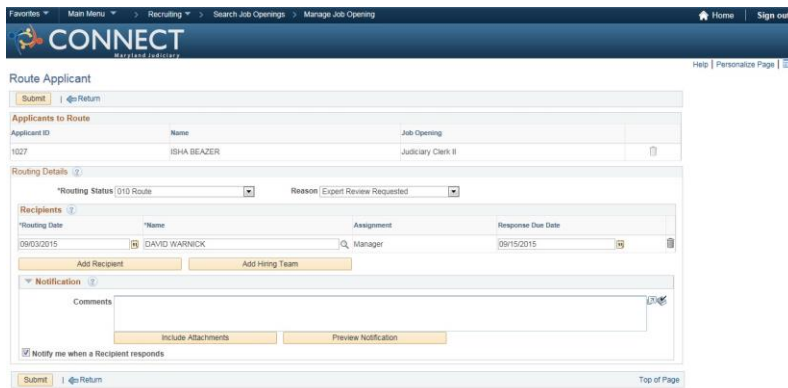 Favorites Main Menu > Recruiting > Search Job Openings > Manage Job Opening Home Sign out
CONNECT
Maryland Judiciary
Help | Personalize Page |
Route Applicant
Submit | Return
Applicants to Route
Applicant ID Name Job Opening
1027 ISHA BEAZER Judiciary Clerk II
Routing Details
*Routing Status 010 Route Reason Expert Review Requested
Recipients
*Routing Date *Name Assignment Response Due Date
09/03/2015 DAVID WARNICK Manager 09/15/2015
Add Recipient Add Hiring Team
Notification
Comments
Include Attachments Preview Notification
Notify me when a Recipient responds
Submit | Return Top of Page